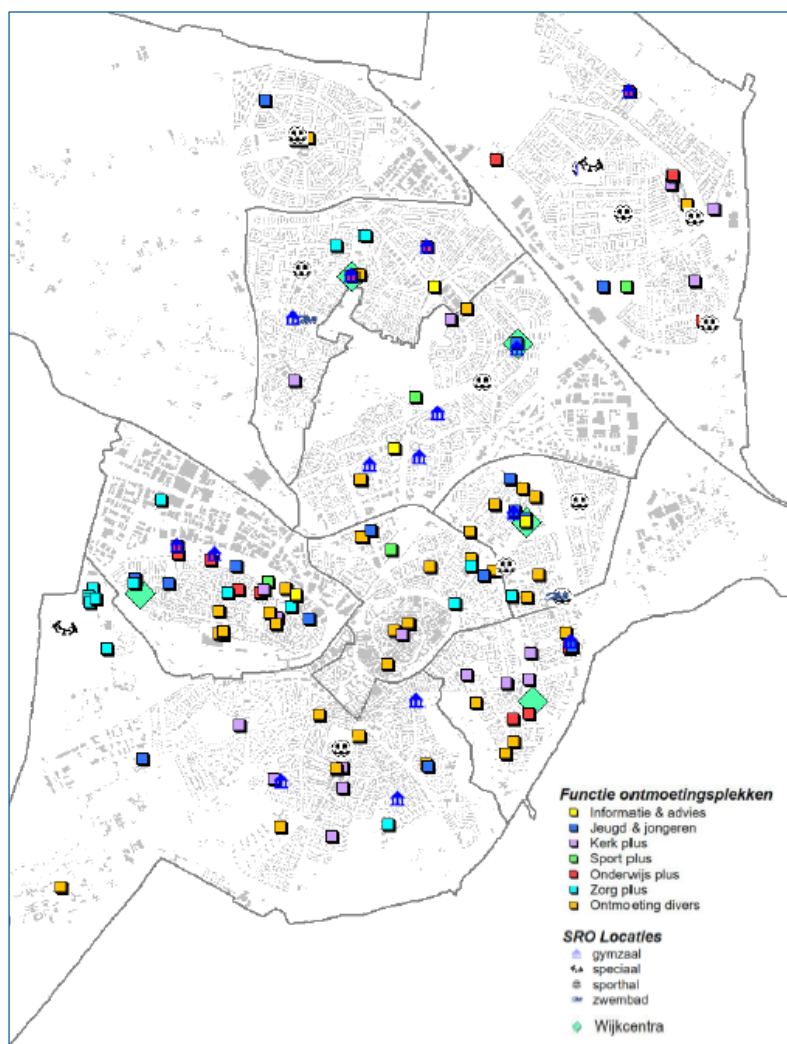 Functie ontmoetingsplekken
Informatie & advies
Jeugd & jongeren
Kerk plus
Sport plus
Onderwijs plus
Zorg plus
Ontmoeting divers
SRO Locaties
gymzaal
speciaal
sporthal
zwembad
Wijkcentra